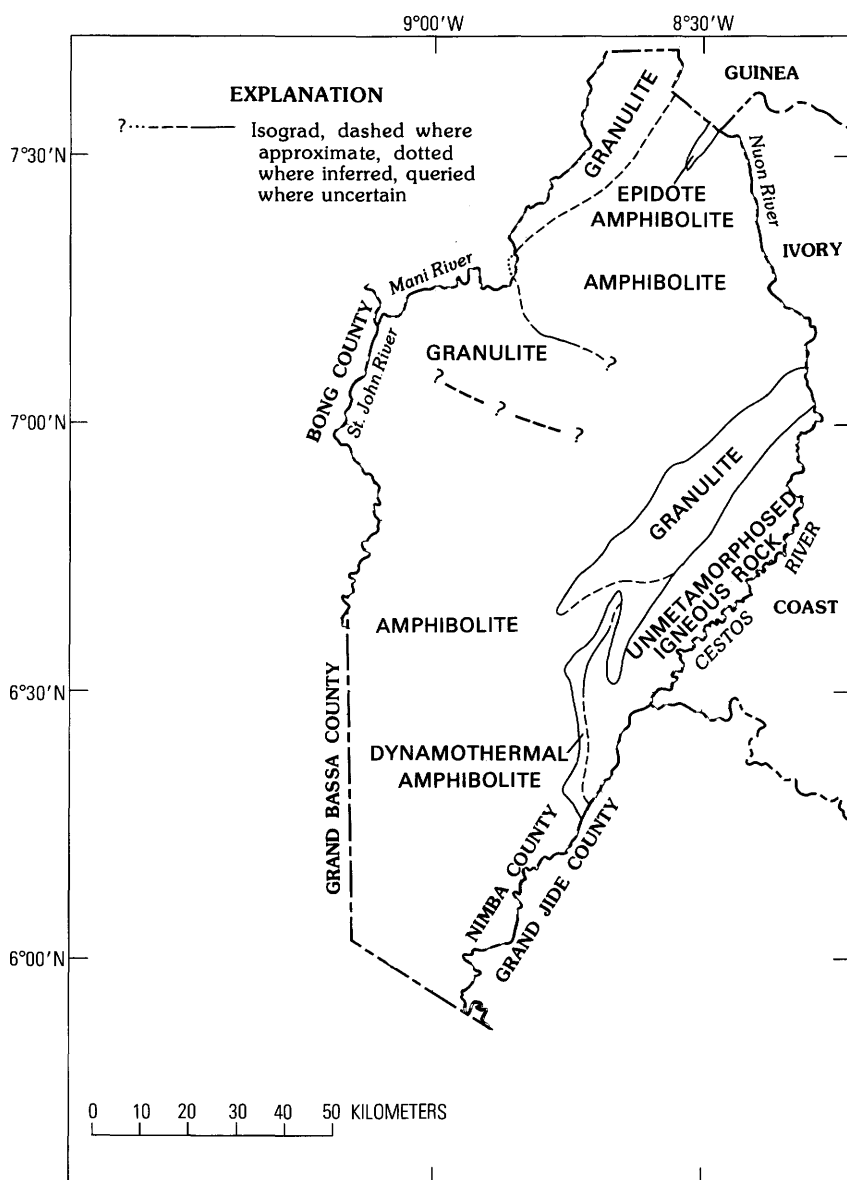 9°00'W
8°30'W
GUINEA
EXPLANATION
?
Isograd, dashed where
approximate, dotted
where inferred, queried
where uncertain
7°30'N
GRANULITE
Nuon River
EPIDOTE
AMPHIBOLITE
IVORY
Mani River
AMPHIBOLITE
BONG COUNTY
St. John River
GRANULITE
?
?
?
?
7°00'N
GRANULITE
UNMETAMORPHOSED
IGNEOUS ROCK
CESTOS RIVER
COAST
AMPHIBOLITE
6°30'N
DYNAMOTHERMAL
AMPHIBOLITE
GRAND BASSA COUNTY
NIMBA COUNTY
GRAND JIDE COUNTY
6°00'N
0 10 20 30 40 50 KILOMETERS